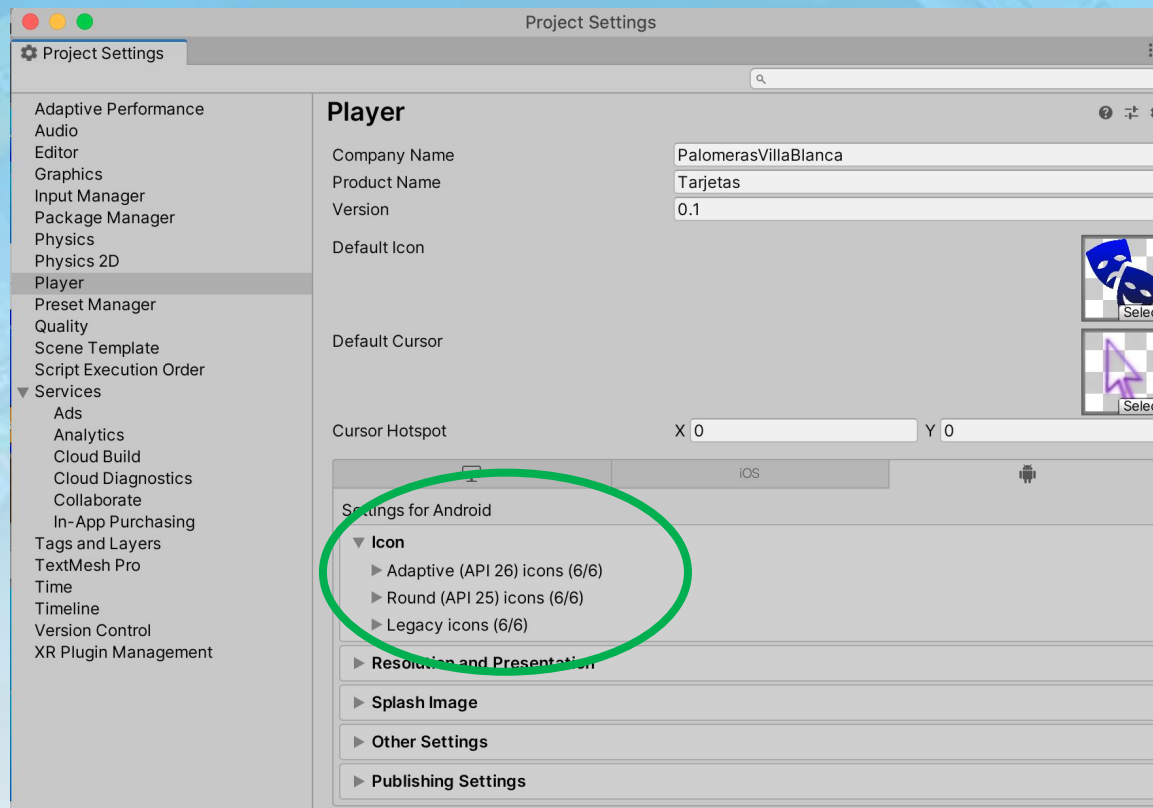 Project Settings
Project Settings
Adaptive Performance
Audio
Editor
Graphics
Input Manager
Package Manager
Physics
Physics 2D
Player
Preset Manager
Quality
Scene Template
Script Execution Order
Services
Ads
Analytics
Cloud Build
Cloud Diagnostics
Collaborate
In-App Purchasing
Tags and Layers
TextMesh Pro
Time
Timeline
Version Control
XR Plugin Management
Player
Company Name PalomerasVillaBlanca
Product Name Tarjetas
Version 0.1
Default Icon
Selec
Default Cursor
Selec
Cursor Hotspot X 0 Y 0
iOS
Settings for Android
Icon
Adaptive (API 26) icons (6/6)
Round (API 25) icons (6/6)
Legacy icons (6/6)
Resolution and Presentation
Splash Image
Other Settings
Publishing Settings